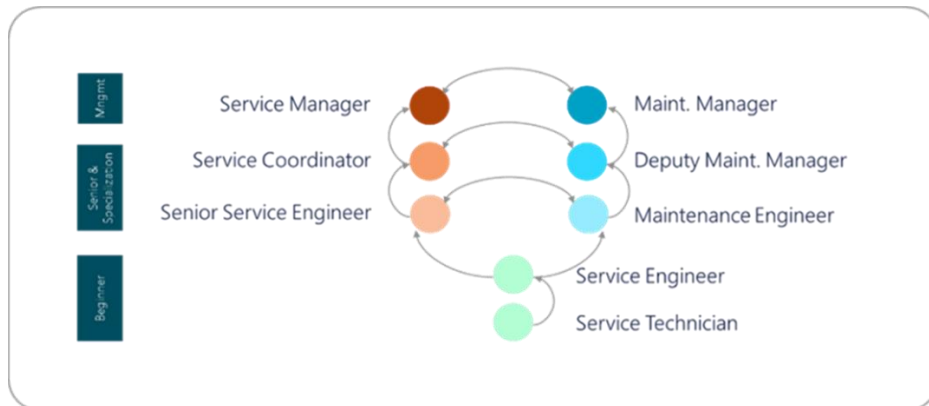 Mngmt
Service Manager
Maint. Manager
Senior &
Specialization
Service Coordinator
Deputy Maint. Manager
Senior Service Engineer
Maintenance Engineer
Beginner
Service Engineer
Service Technician